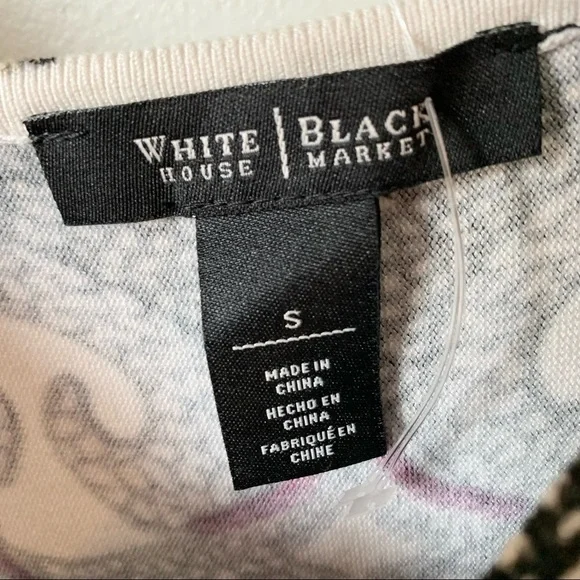 WHITE HOUSE | BLACK MARKET
S
MADE IN
CHINA
HECHO EN
CHINA
FABRIQUÉ EN
CHINE